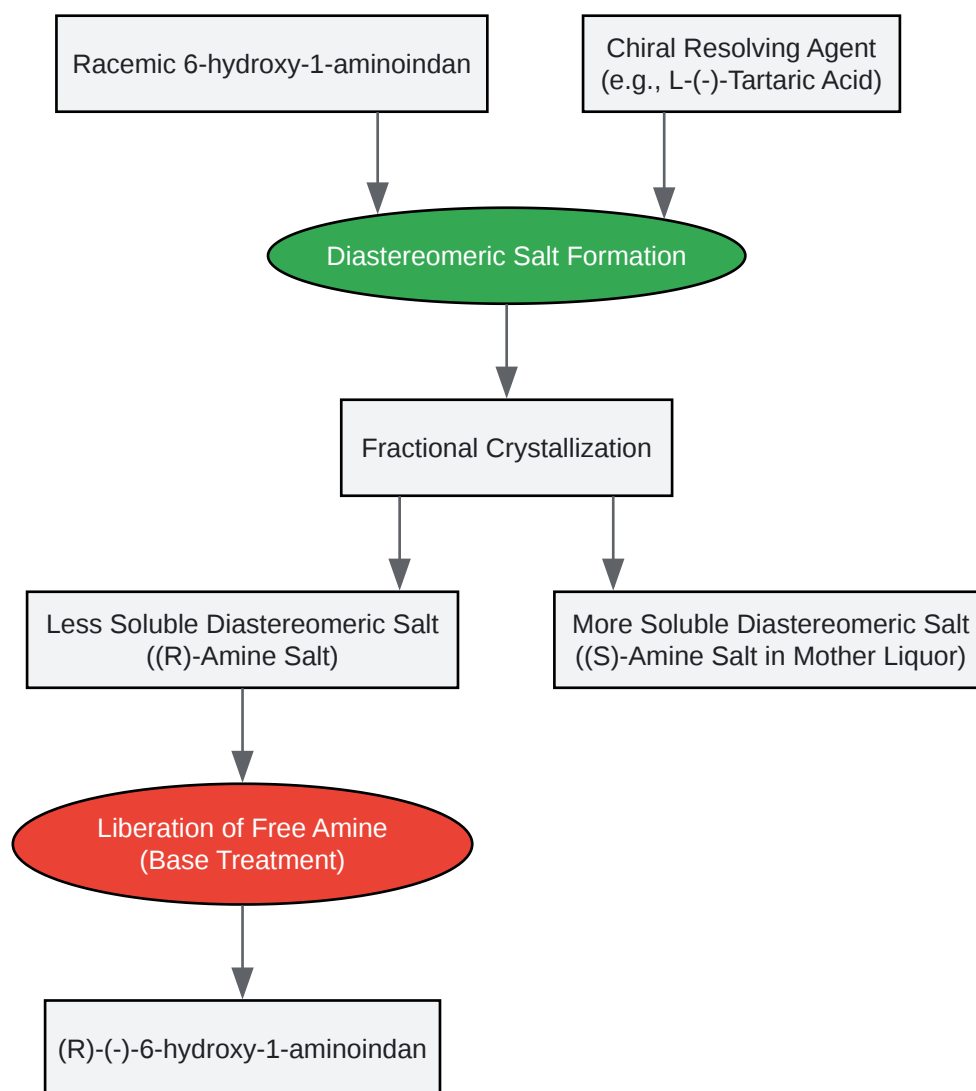 Racemic 6-hydroxy-1-aminoindan
Chiral Resolving Agent
(e.g., L-(-)-Tartaric Acid)
Diastereomeric Salt Formation
Fractional Crystallization
Less Soluble Diastereomeric Salt
((R)-Amine Salt)
More Soluble Diastereomeric Salt
((S)-Amine Salt in Mother Liquor)
Liberation of Free Amine
(Base Treatment)
(R)-(-)-6-hydroxy-1-aminoindan